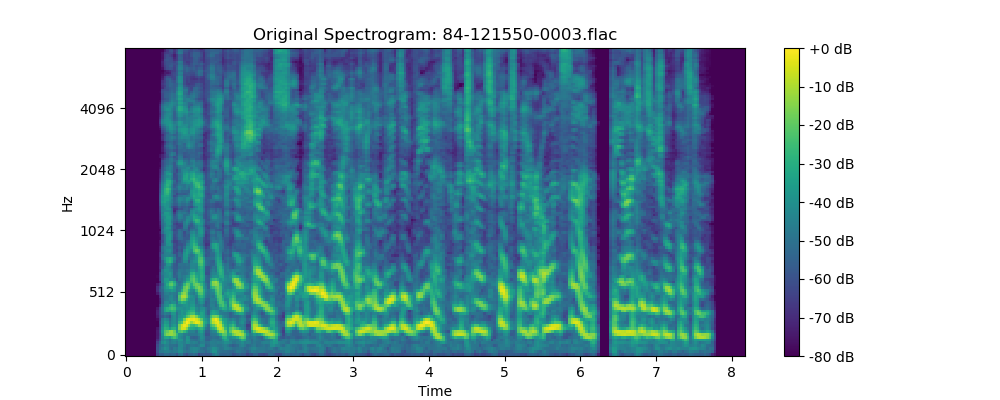 Original Spectrogram: 84-121550-0003.flac
+0 dB
-10 dB
-20 dB
-30 dB
-40 dB
-50 dB
-60 dB
-70 dB
-80 dB
Hz
4096
2048
1024
512
0
0 1 2 3 4 5 6 7 8
Time